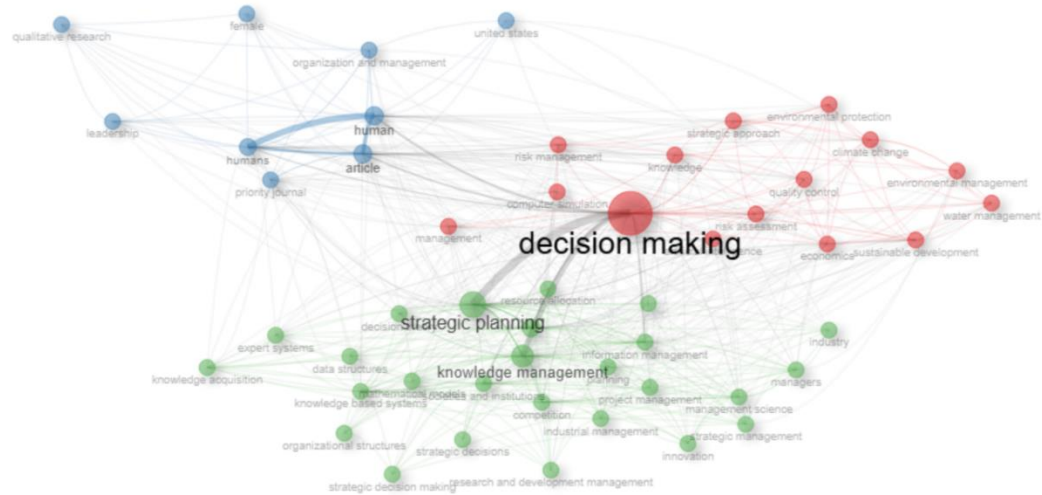 female
united states
qualitative research
organization and management
environmental protection
human
leadership
strategic approach
climate change
humans
article
risk management
knowledge
environmental management
priority journal
quality control
computer simulation
water management
risk assessment
management
decision making
economics
sustainable development
resource allocation
strategic planning
industry
expert systems
information management
data structures
knowledge acquisition
knowledge management
planning
knowledge based systems
societies and institutions
project management
management science
managers
competition
industrial management
strategic management
organizational structures
strategic decisions
innovation
strategic decision making
research and development management